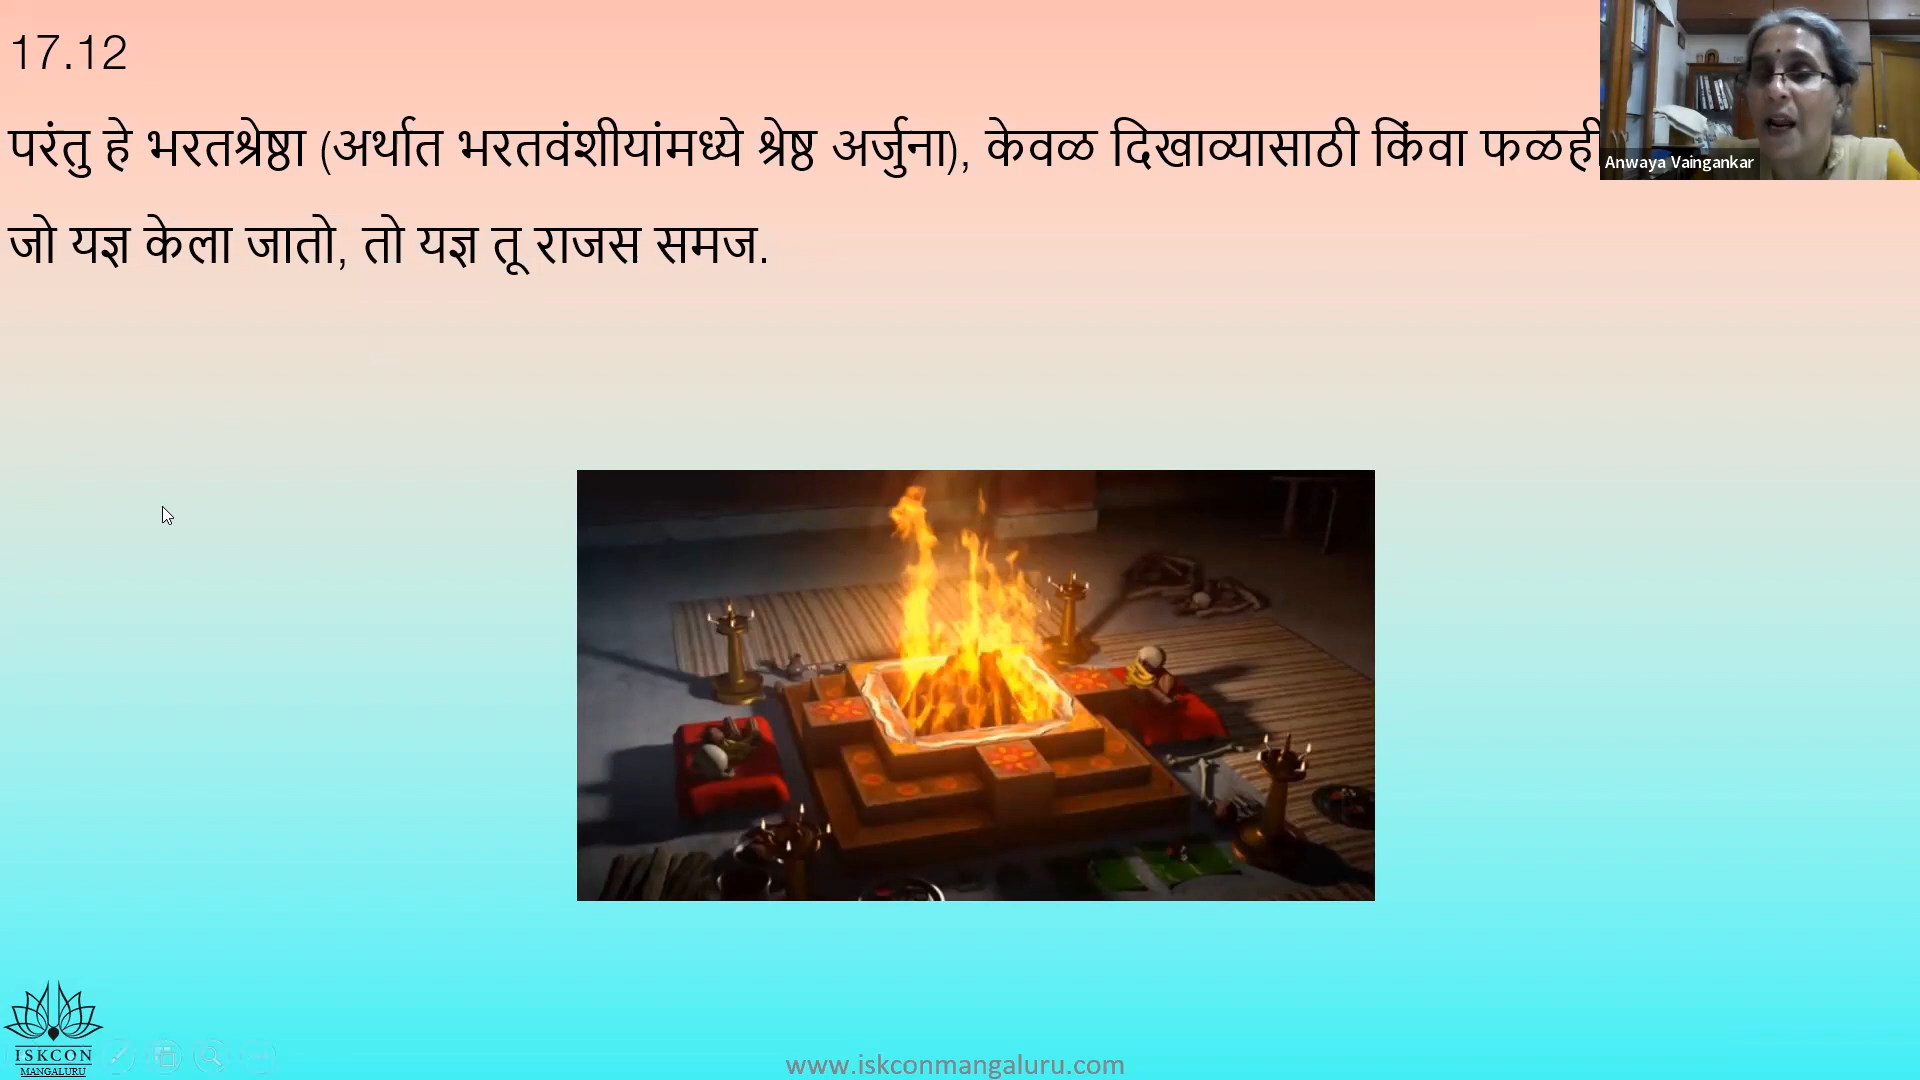 17.12
परंतु हे भरतश्रेष्ठा (अर्थात भरतवंशीयांमध्ये श्रेष्ठ अर्जुना), केवळ दिखाव्यासाठी किंवा
जो यज्ञ केला जातो, तो यज्ञ तू राजस समज.
Anwaya Vaingankar
ISKCON
MANGALURU
www.iskconmangaluru.com